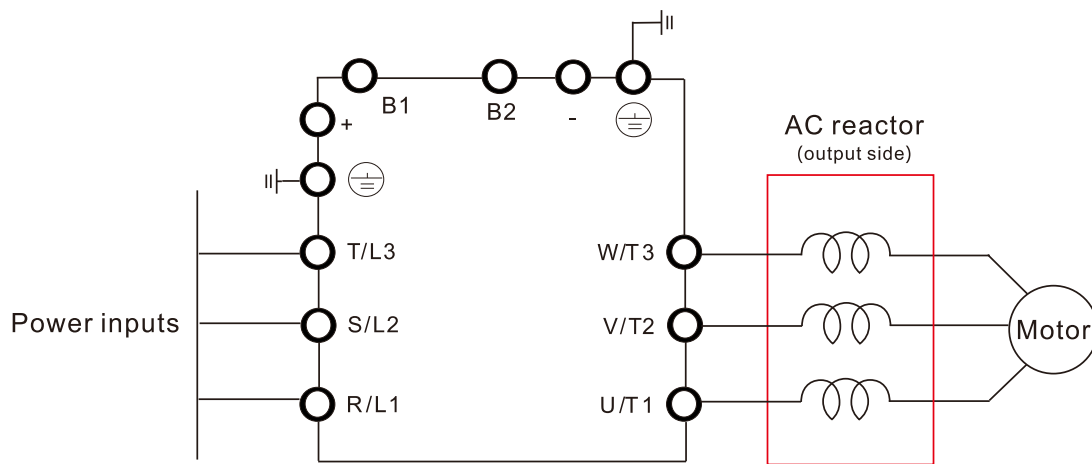 B1
B2
-
+
AC reactor
(output side)
T/L3
W/T3
Power inputs
S/L2
V/T2
Motor
R/L1
U/T1